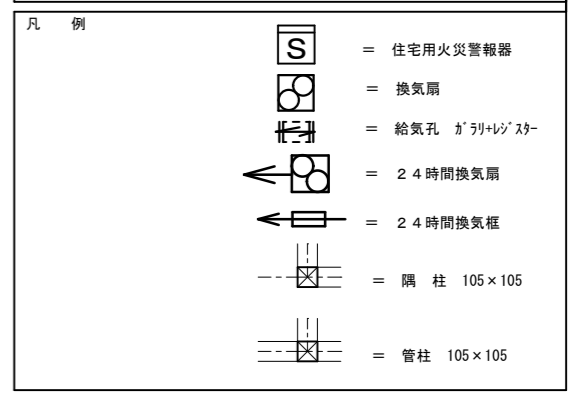 凡　例
S ＝ 住宅用火災警報器
＝ 換気扇
＝ 給気孔 ｶﾞﾗﾘ+ﾚｼﾞｽﾀｰ
＝ ２４時間換気扇
＝ ２４時間換気框
＝ 隅　柱 105×105
＝ 管柱 105×105